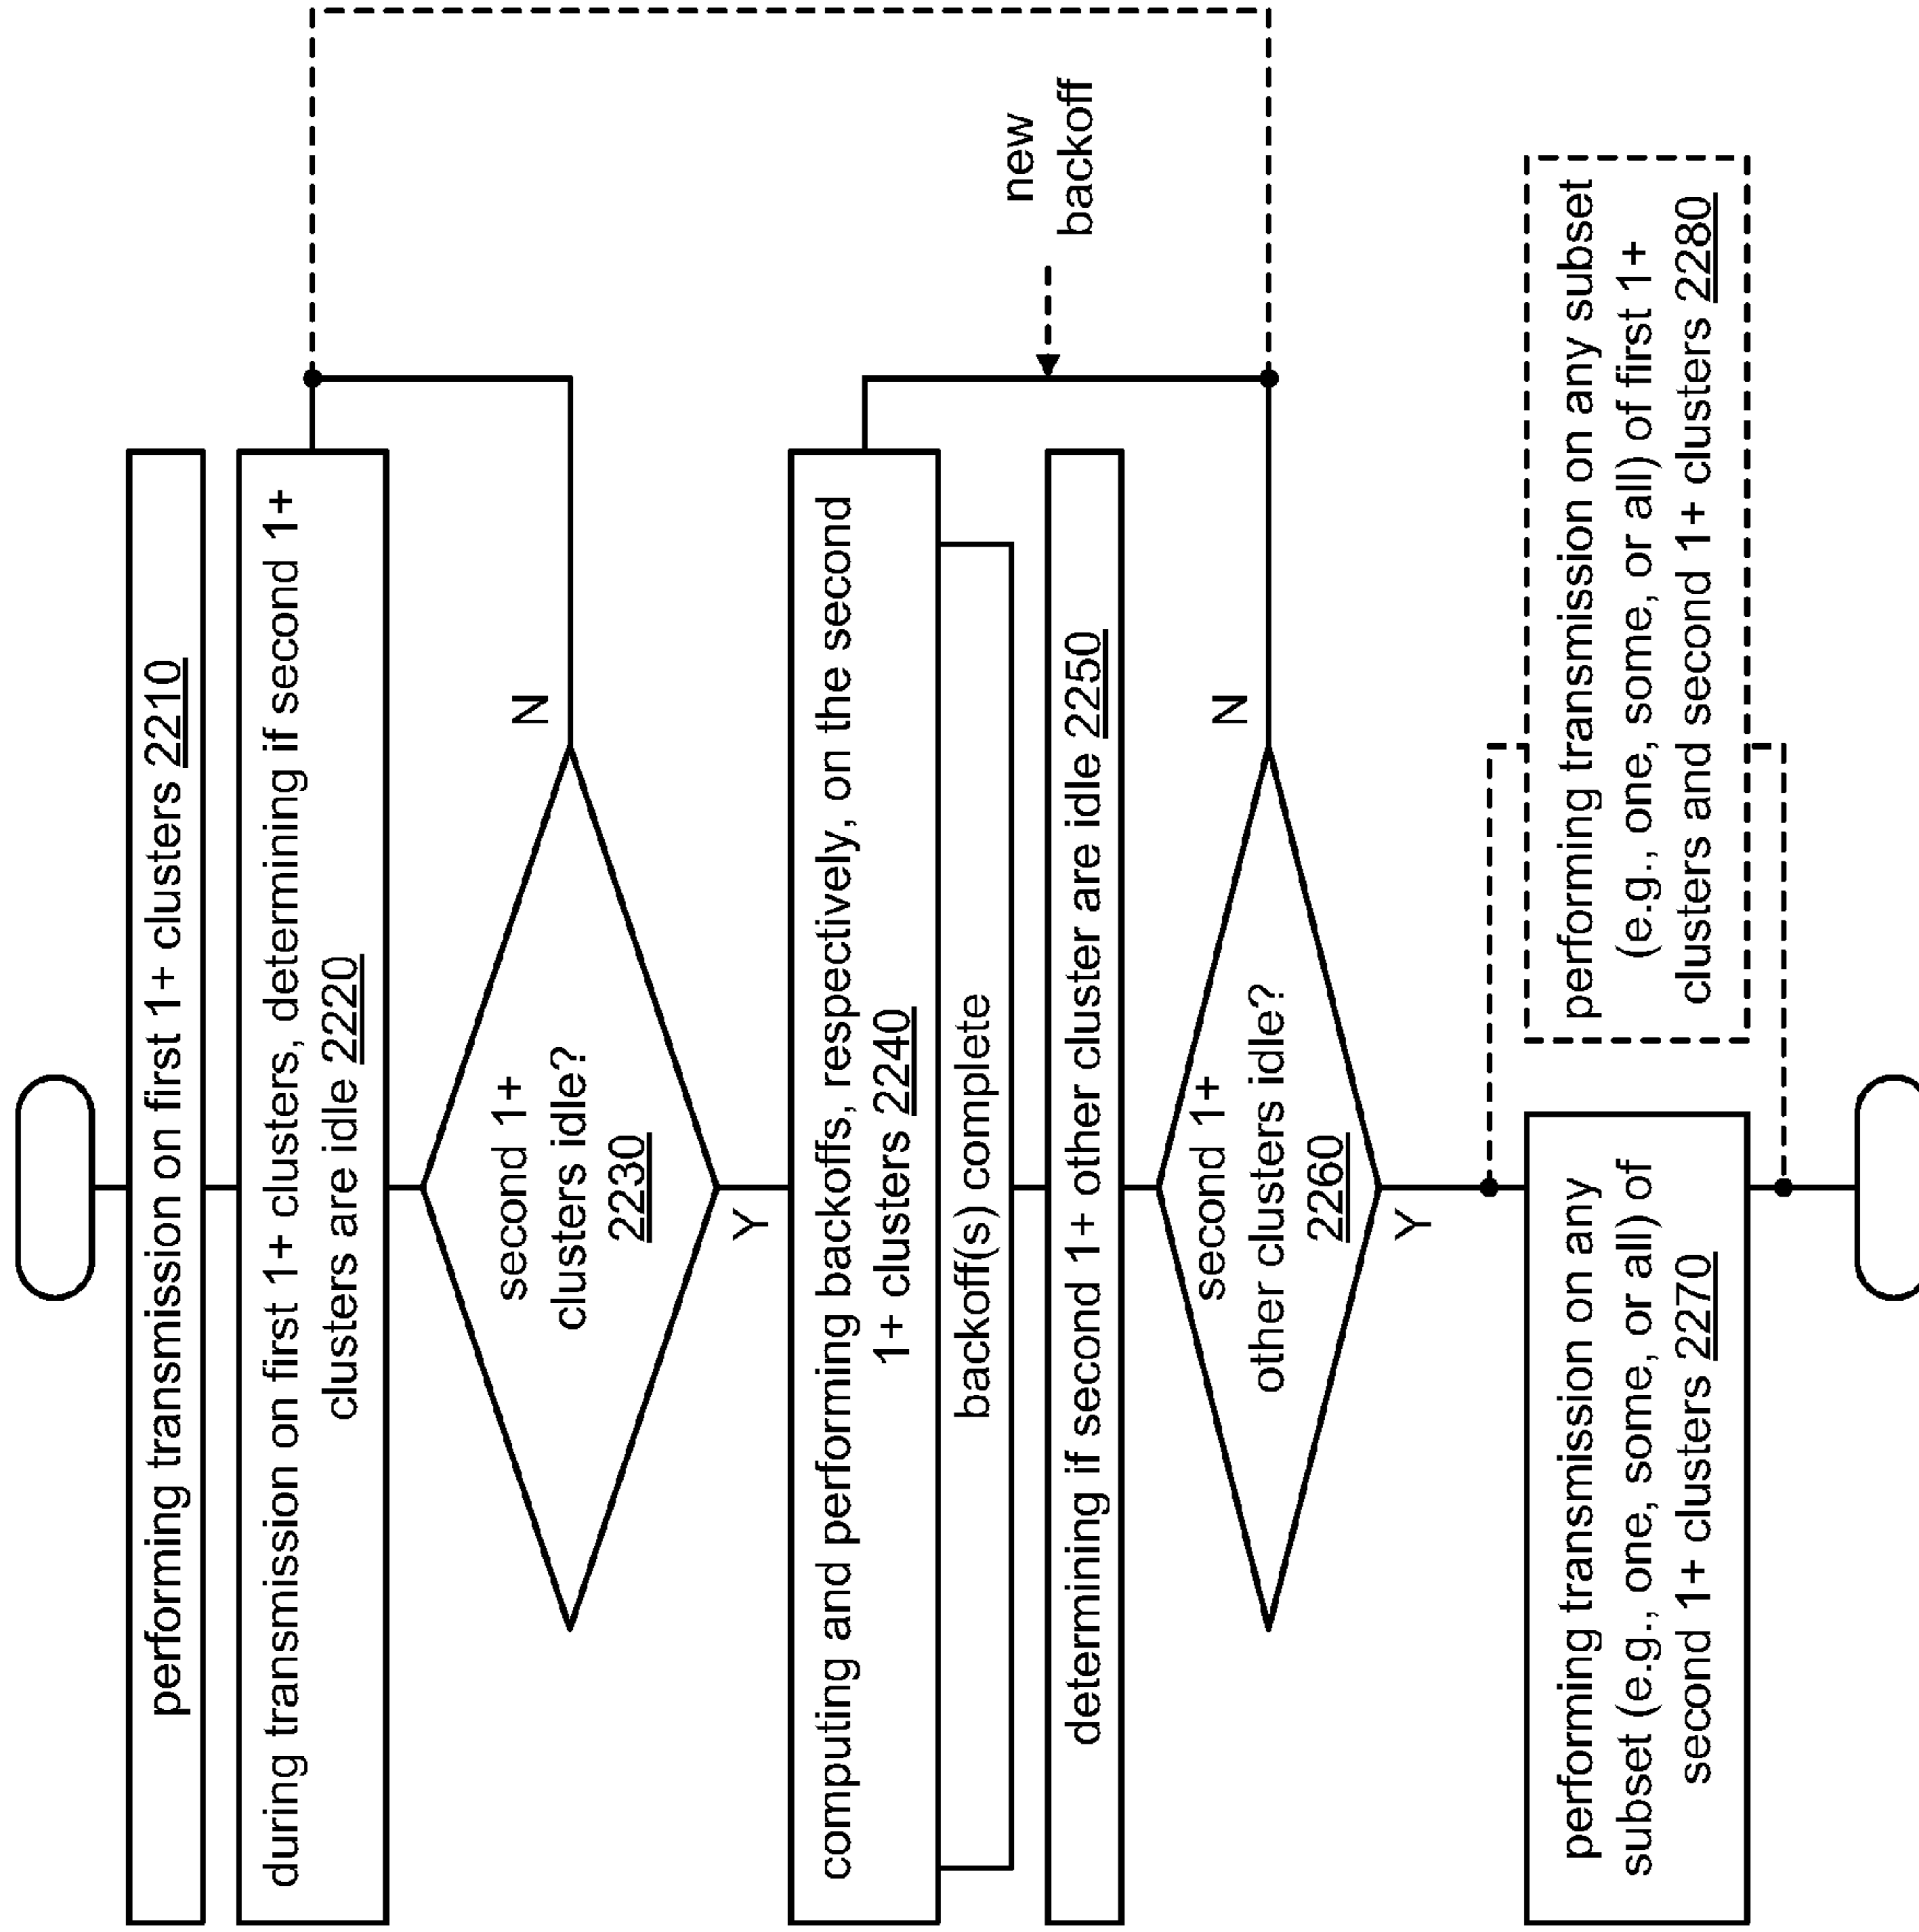 performing transmission on first 1+ clusters 2210
during transmission on first 1+ clusters, determining if second 1+
clusters are idle 2220
second 1+
clusters idle?
2230
N
Y
computing and performing backoffs, respectively, on the second
1+ clusters 2240
backoff(s) complete
new
backoff
determining if second 1+ other cluster are idle 2250
second 1+
other clusters idle?
2260
N
Y
performing transmission on any
subset (e.g., one, some, or all) of
second 1+ clusters 2270
performing transmission on any subset
(e.g., one, some, or all) of first 1+
clusters and second 1+ clusters 2280